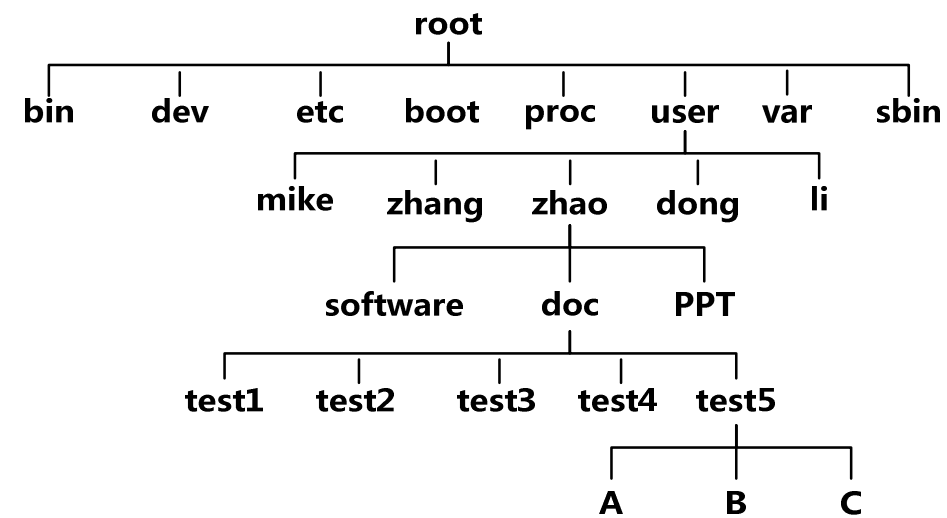 root
bin dev etc boot proc user var sbin
mike zhang zhao dong li
software doc PPT
test1 test2 test3 test4 test5
A B C